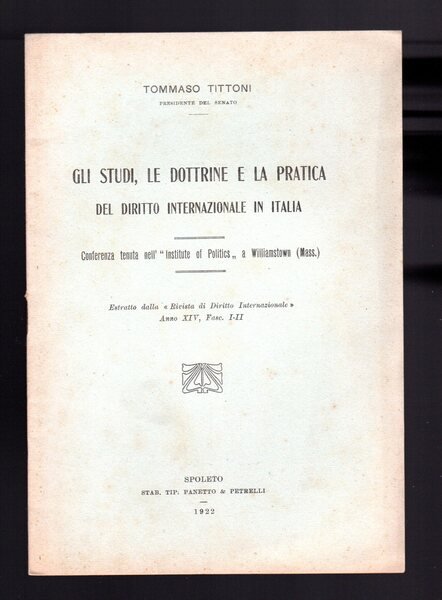 TOMMASO TITTONI
PRESIDENTE DEL SENATO
GLI STUDI, LE DOTTRINE E LA PRATICA
DEL DIRITTO INTERNAZIONALE IN ITALIA
Conferenza tenuta nell' "Institute of Politics„ a Williamstown (Mass.)
Estratto dalla « Rivista di Diritto Internazionale»
Anno XIV, Fasc. I-II
SPOLETO
STAB. TIP. PANETTO & PETRELLI
1922